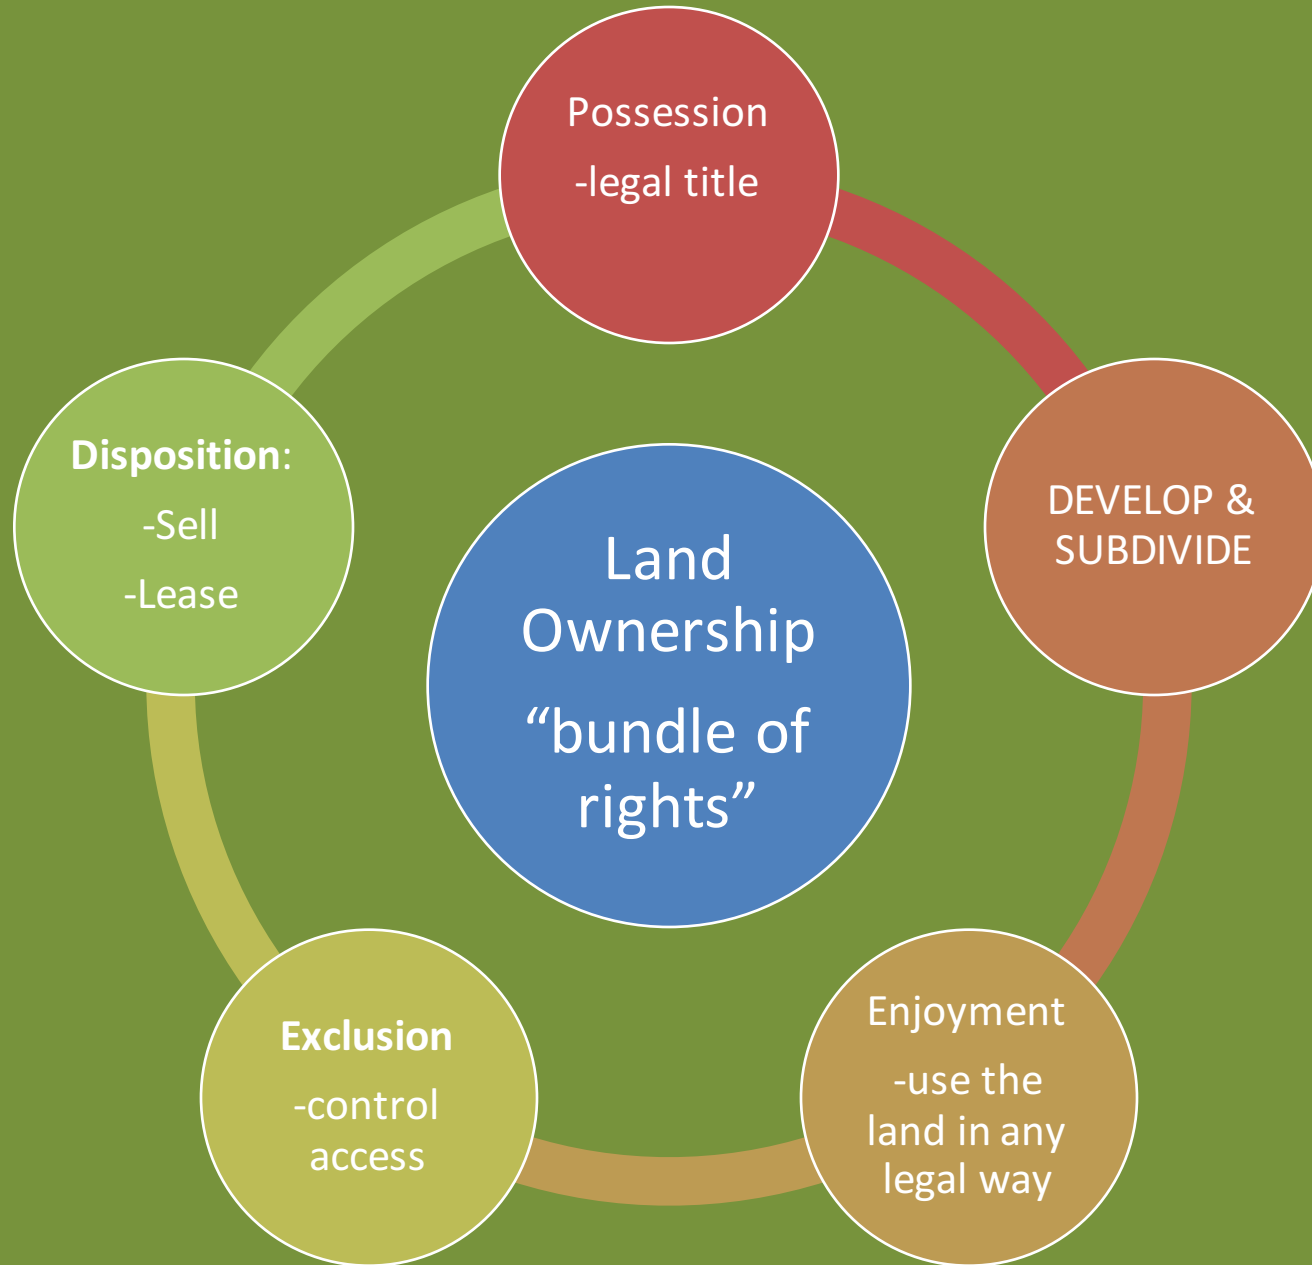 Possession
-legal title
DEVELOP &
SUBDIVIDE
Enjoyment
-use the
land in any
legal way
Exclusion
-control
access
Disposition:
-Sell
-Lease
Land
Ownership
“bundle of
rights”